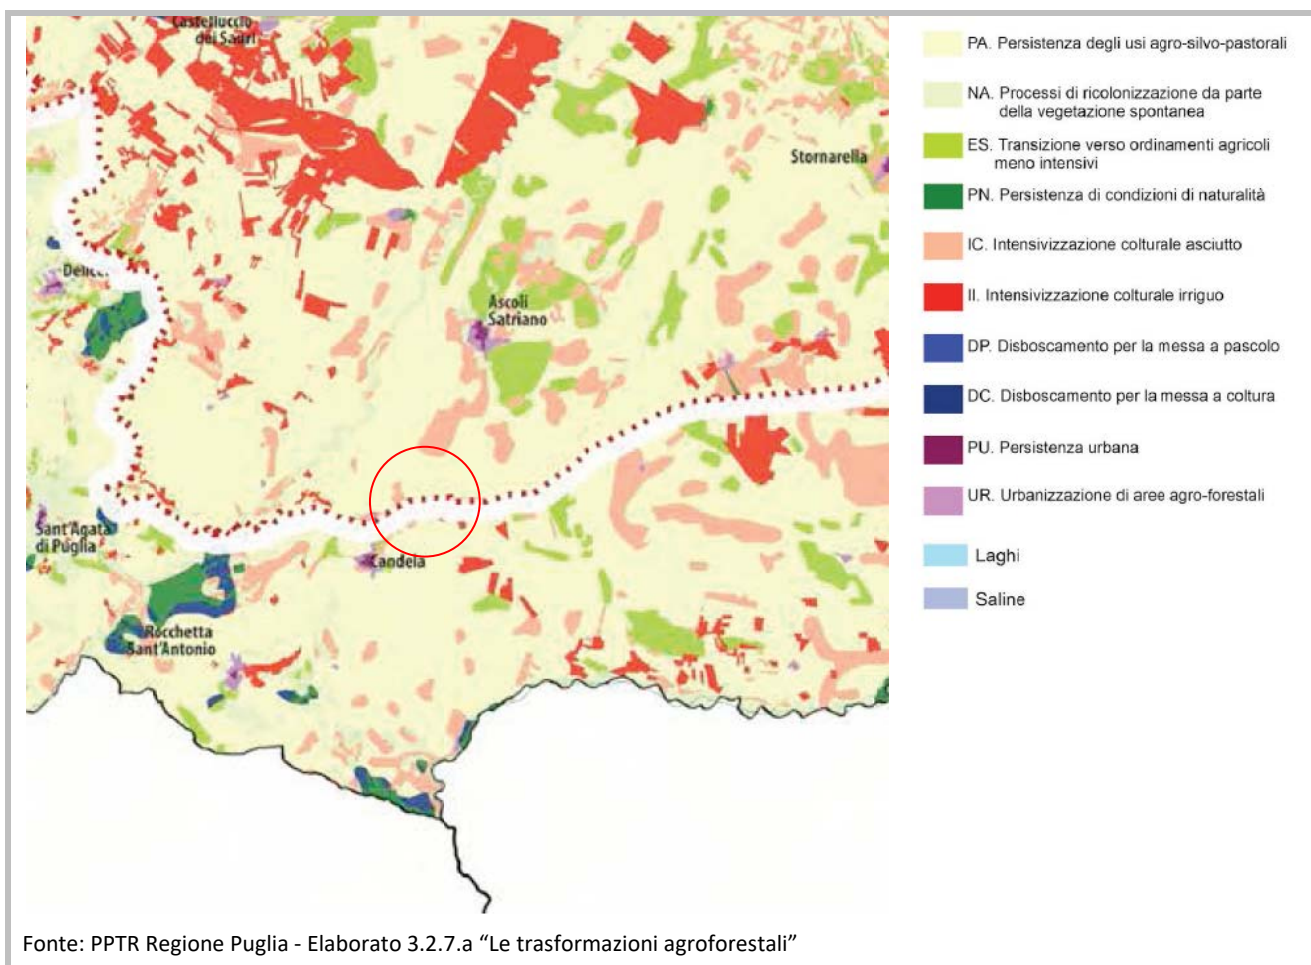 Castelluccio
dei Sauri
Stornarella
Ascoli
Satriano
Sant'Agata
di Puglia
Candela
Rocchetta
Sant'Antonio
PA. Persistenza degli usi agro-silvo-pastorali
NA. Processi di ricolonizzazione da parte
della vegetazione spontanea
ES. Transizione verso ordinamenti agricoli
meno intensivi
PN. Persistenza di condizioni di naturalità
IC. Intensivizzazione colturale asciutto
II. Intensivizzazione colturale irriguo
DP. Disboscamento per la messa a pascolo
DC. Disboscamento per la messa a coltura
PU. Persistenza urbana
UR. Urbanizzazione di aree agro-forestali
Laghi
Saline
Fonte: PPTR Regione Puglia - Elaborato 3.2.7.a “Le trasformazioni agroforestali”